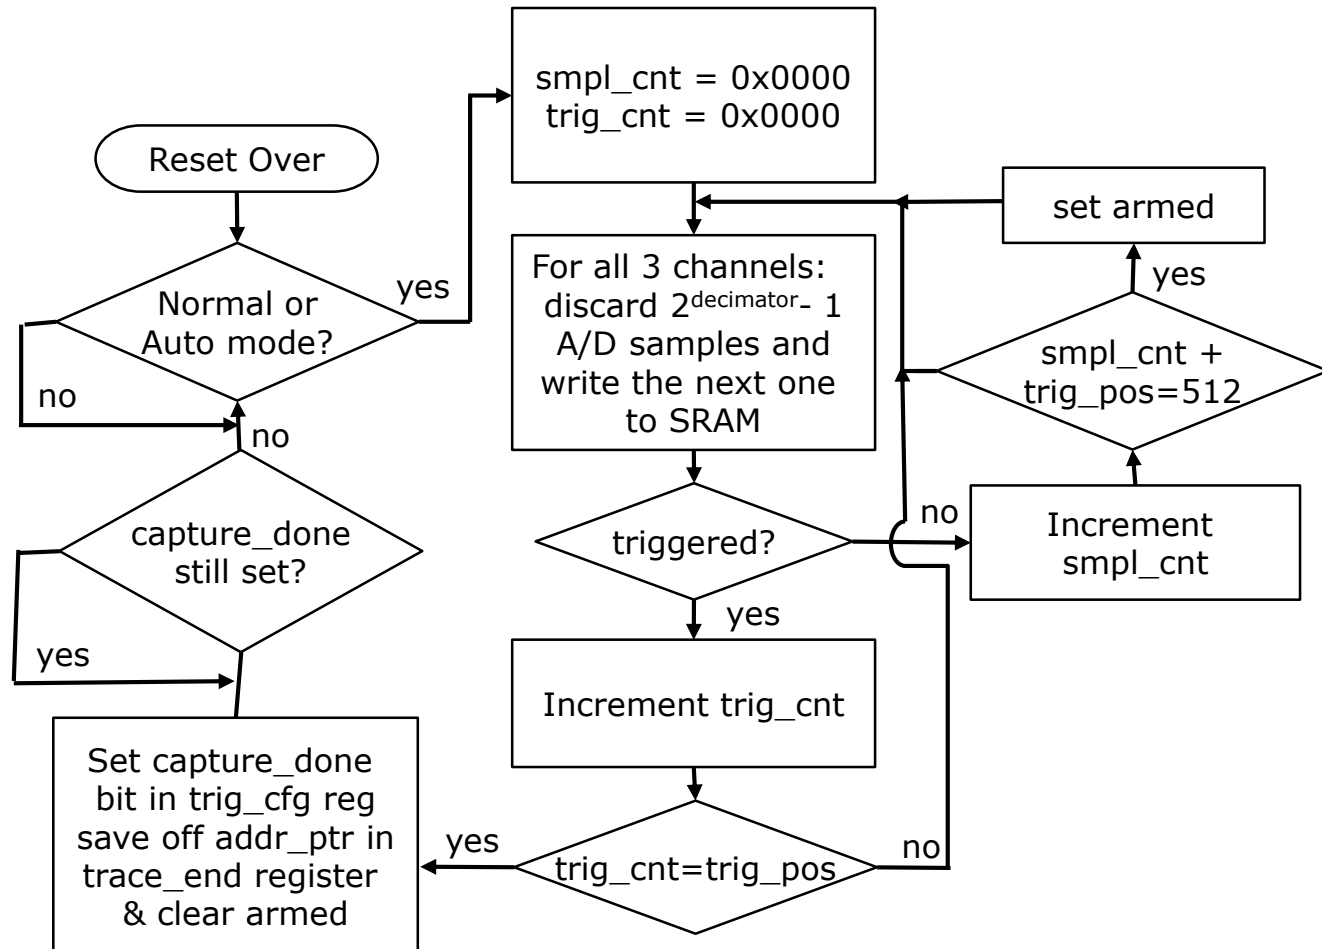 smpl_cnt = 0x0000
trig_cnt = 0x0000
Reset Over
Normal or
Auto mode?
yes
no
no
capture_done
still set?
yes
Set capture_done
bit in trig_cfg reg
save off addr_ptr in
trace_end register
& clear armed
For all 3 channels:
discard 2^decimator- 1
A/D samples and
write the next one
to SRAM
triggered?
no
yes
Increment trig_cnt
trig_cnt=trig_pos
yes
no
Increment
smpl_cnt
smpl_cnt +
trig_pos=512
yes
set armed